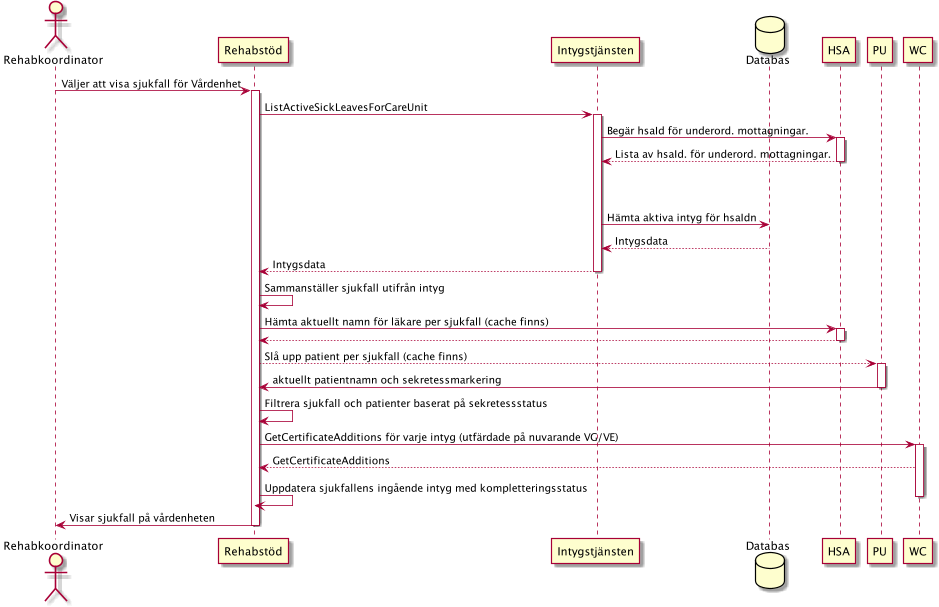 Rehabkoordinator
Rehabstöd
Intygstjänsten
Databas
HSA
PU
WC
Väljer att visa sjukfall för Vårdenhet
ListActiveSickLeavesForCareUnit
Begär hsaId för underord. mottagningar.
Lista av hsaId. för underord. mottagningar.
Hämta aktiva intyg för hsaIdn
Intygsdata
Intygsdata
Sammanställer sjukfall utifrån intyg
Hämta aktuellt namn för läkare per sjukfall (cache finns)
Slå upp patient per sjukfall (cache finns)
aktuellt patientnamn och sekretessmarkering
Filtrera sjukfall och patienter baserat på sekretessstatus
GetCertificateAdditions för varje intyg (utfärdade på nuvarande VG/VE)
GetCertificateAdditions
Uppdatera sjukfallens ingående intyg med kompletteringsstatus
Visar sjukfall på vårdenheten
Rehabkoordinator
Rehabstöd
Intygstjänsten
Databas
HSA
PU
WC